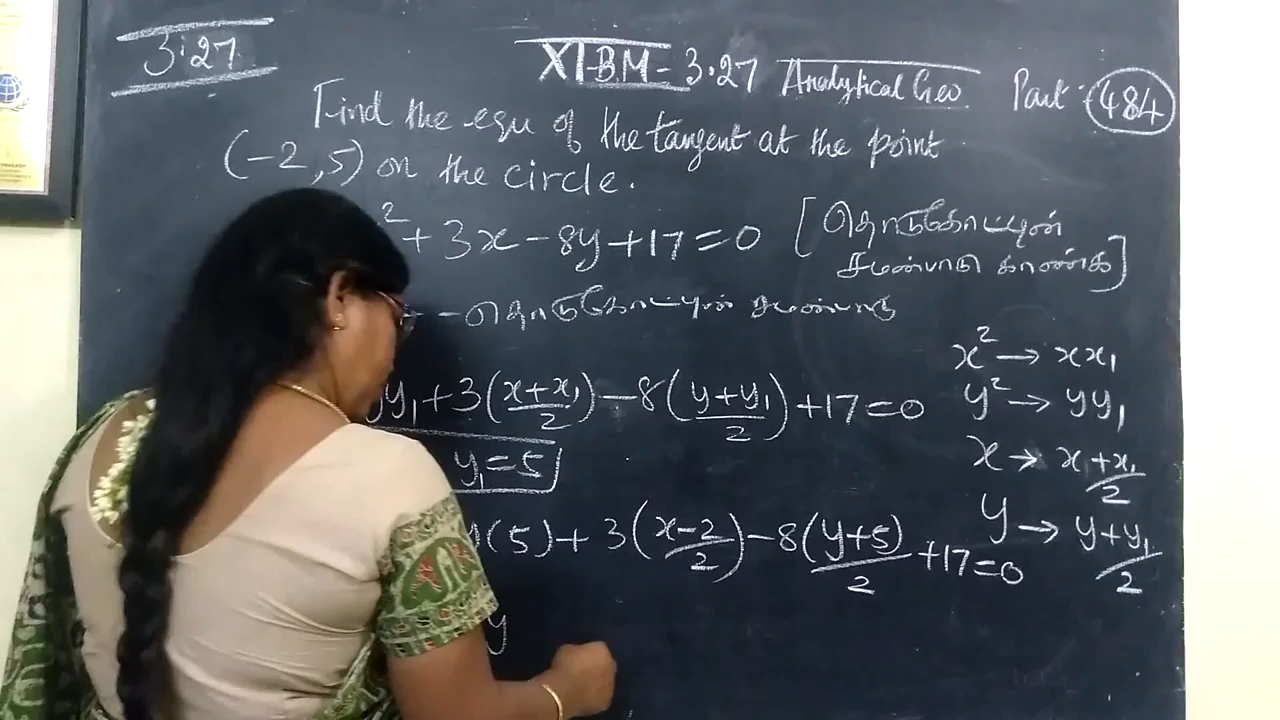 3.27
XI-B.M - 3.27 Analytical Geo Part: 484
Find the equ of the tangent at the point
(-2,5) on the circle.
² + 3x - 8y + 17 = 0 [தொடுகோட்டின்
சமன்பாடு காண்க]
தொடுகோட்டின் சமன்பாடு
yy₁ + 3(x+x₁/2) - 8(y+y₁/2) + 17 = 0
y₁ = 5
y(5) + 3(x-2/2) - 8(y+5)/2 + 17 = 0
y
x² → xx₁
y² → yy₁
x → x+x₁/2
y → y+y₁/2